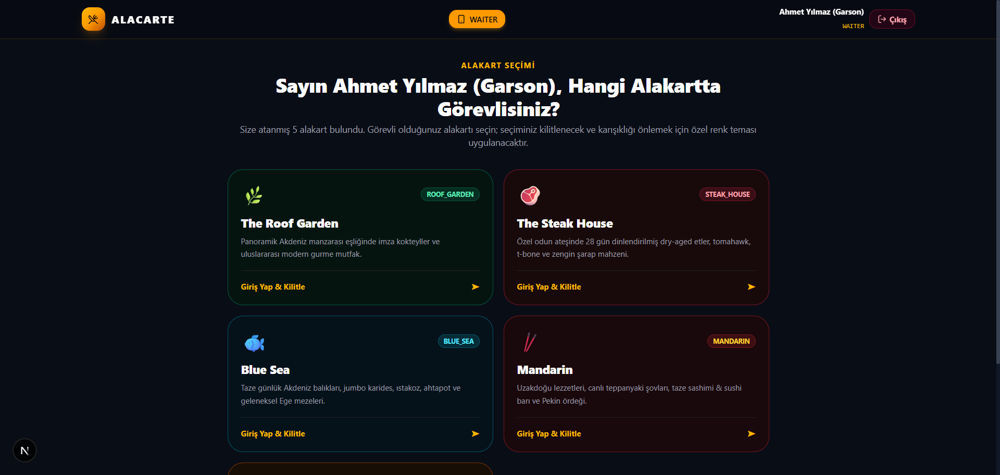 ALACARTE
WAITER
Ahmet Yılmaz (Garson)
WAITER
Çıkış
ALAKART SEÇİMİ
Sayın Ahmet Yılmaz (Garson), Hangi Alakartta
Görevlisiniz?
Size atanmış 5 alakart bulundu. Görevli olduğunuz alakartı seçin; seçiminiz kilitlenecek ve karışıklığı önlemek için özel renk teması
uygulanacaktır.
ROOF_GARDEN
The Roof Garden
Panoramik Akdeniz manzarası eşliğinde imza kokteyller ve
uluslararası modern gurme mutfak.
Giriş Yap & Kilitle
STEAK_HOUSE
The Steak House
Özel odun ateşinde 28 gün dinlendirilmiş dry-aged etler, tomahawk,
t-bone ve zengin şarap mahzeni.
Giriş Yap & Kilitle
BLUE_SEA
Blue Sea
Taze günlük Akdeniz balıkları, jumbo karides, ıstakoz, ahtapot ve
geleneksel Ege mezeleri.
Giriş Yap & Kilitle
MANDARIN
Mandarin
Uzakdoğu lezzetleri, canlı teppanyaki şovları, taze sashimi & sushi
barı ve Pekin ördeği.
Giriş Yap & Kilitle
N